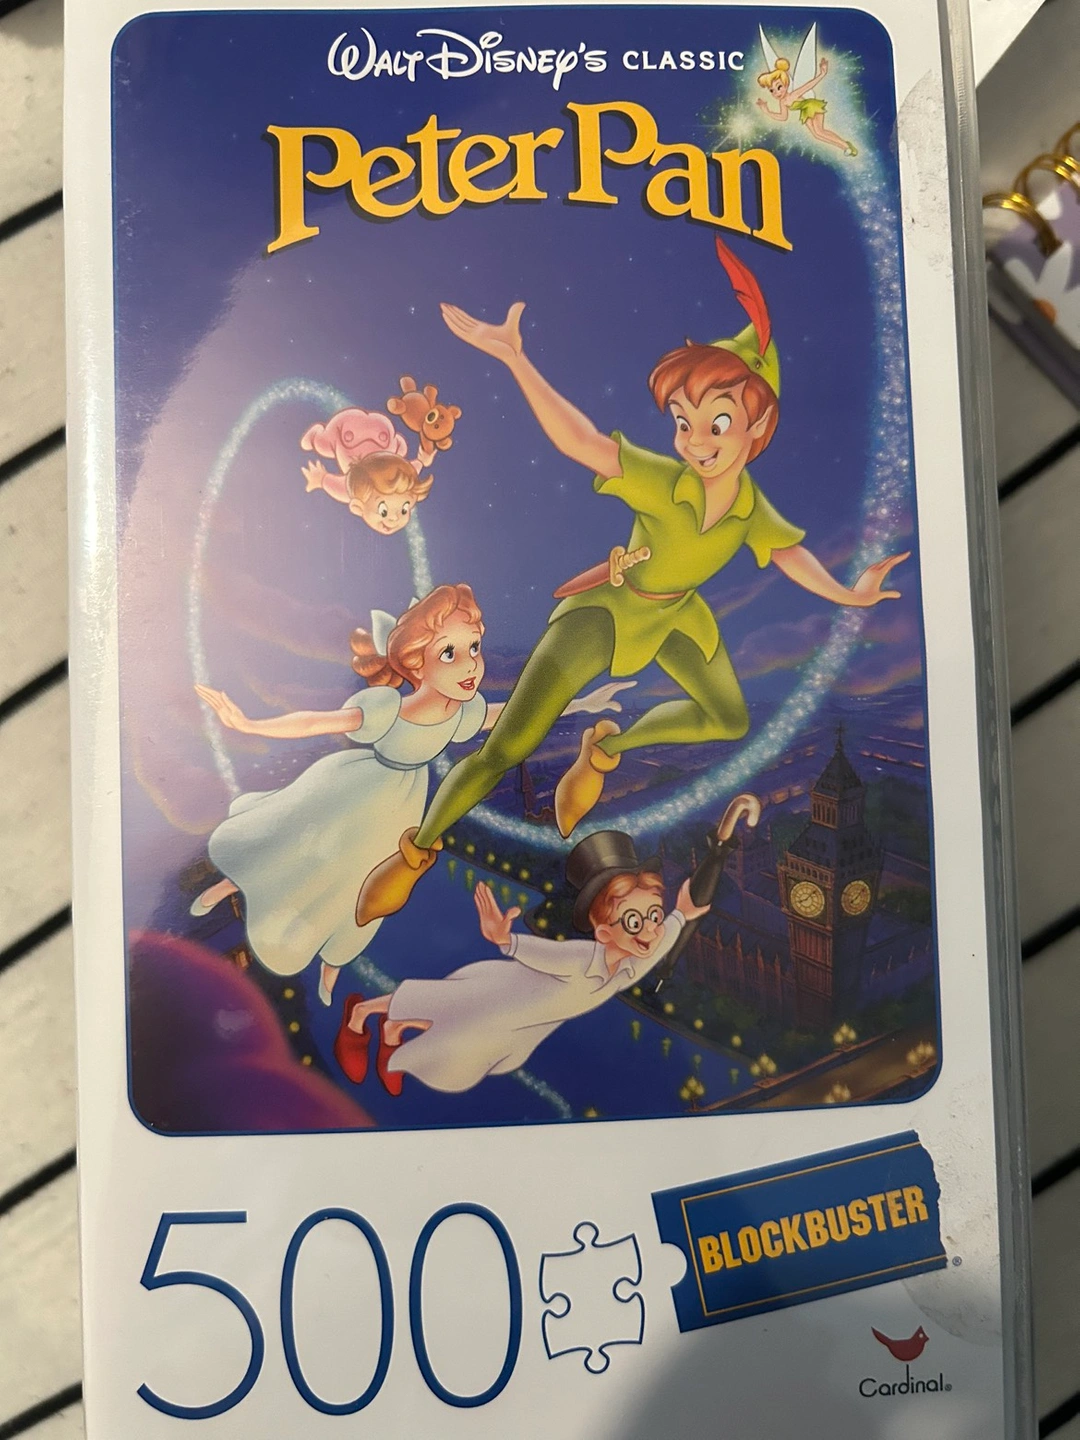 WALT DISNEY'S CLASSIC
Peter Pan
500
BLOCKBUSTER®
Cardinal®